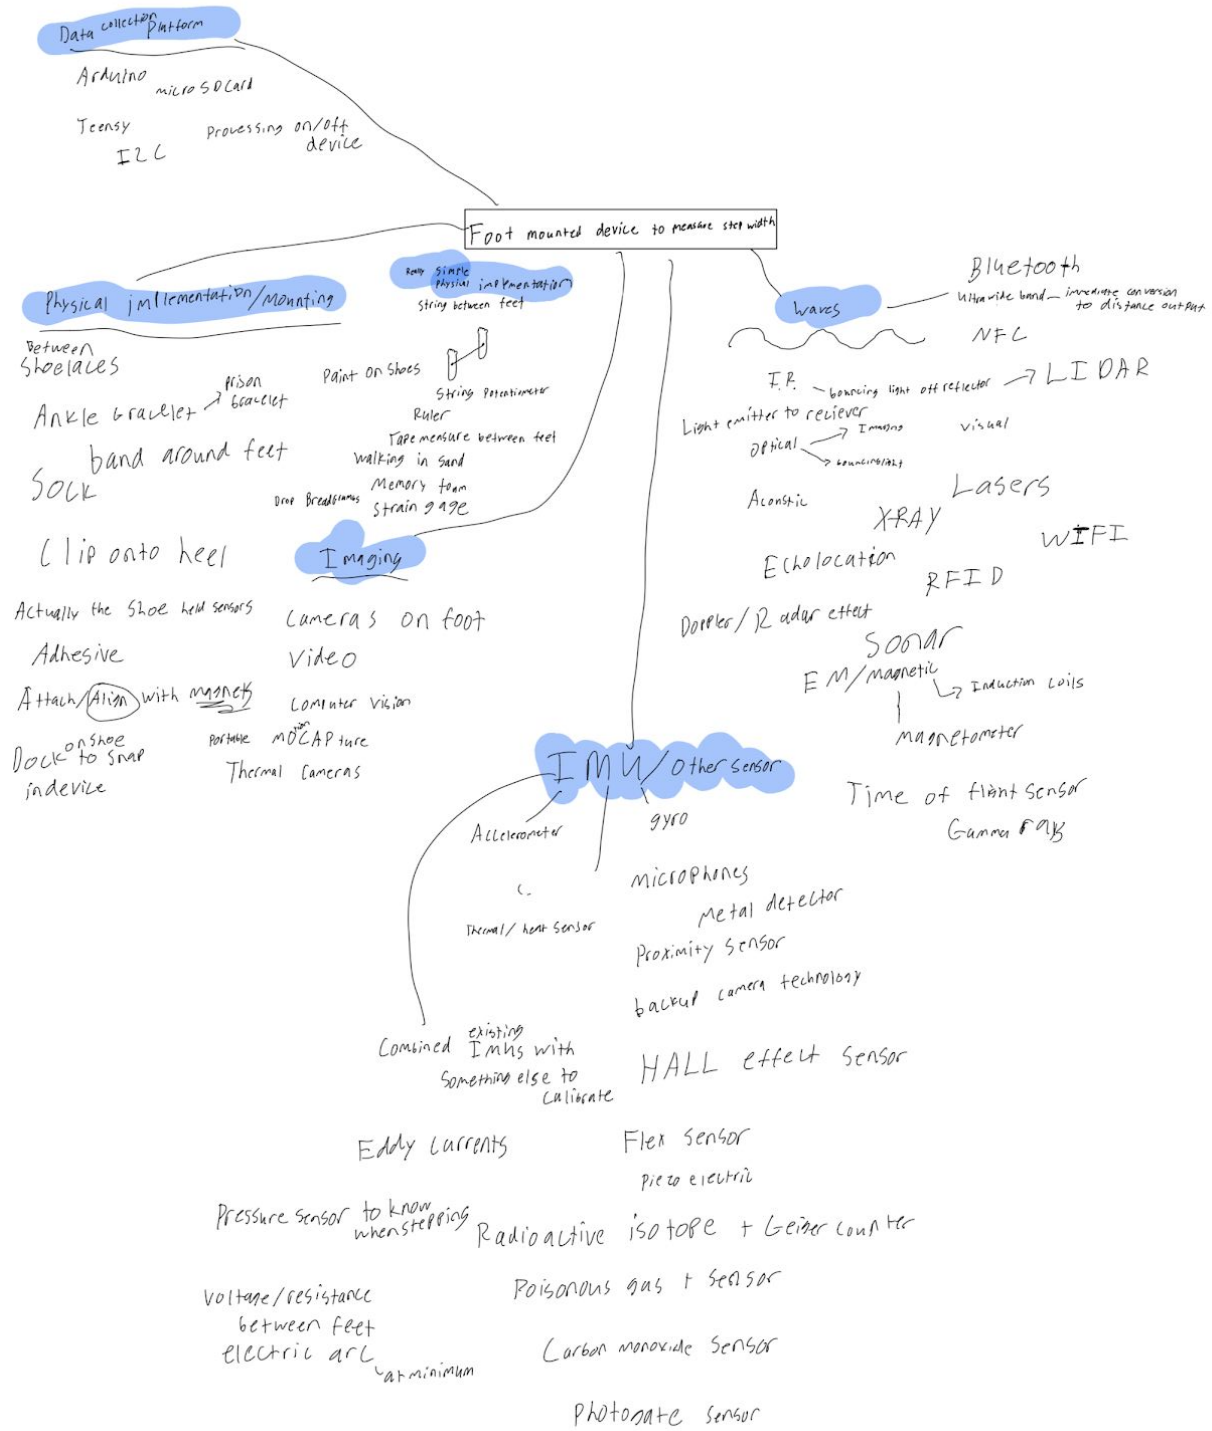 Data collection Platform
Arduino
micro SD Card
Teensy
I2C
Processing on/off
device
Foot mounted device to measure step width
Physical implementation/Mounting
Between
Shoelaces
Ankle bracelet
prison
bracelet
band around feet
Sock
Clip onto heel
Actually the shoe held sensors
Adhesive
Attach/Align with magnets
Dock on shoe
to snap
in device
Really simple
physical implementation
String between feet
Paint on Shoes
String Potentiometer
Ruler
Tape measure between feet
walking in sand
Memory foam
Drop Breadcrumbs
Strain gage
Imaging
Cameras on foot
Video
Computer vision
Portable motion CAPture
Thermal Cameras
Waves
Bluetooth
Ultra wide band — immediate conversion
to distance output
NFC
I.R. — bouncing light off reflector
LIDAR
Light emitter to reciever
Optical
Imaging
bouncing light
visual
Acoustic
Lasers
X-RAY
WIFI
Echolocation
RFID
Doppler/Radar effect
Sonar
EM/magnetic
Induction coils
magnetometer
Time of flight sensor
Gamma rays
IMU/Other sensor
Accelerometer
gyro
Thermal/heat sensor
microphones
Metal detector
Proximity sensor
backup camera technology
Combined existing
IMUs with
Something else to
Calibrate
HALL effect sensor
Eddy Currents
Flex sensor
Piezo electric
Pressure sensor to know
when stepping
Radioactive isotope + Geiger counter
Poisonous gas + sensor
Voltage/resistance
between feet
electric arc
at minimum
Carbon monoxide sensor
Photogate sensor